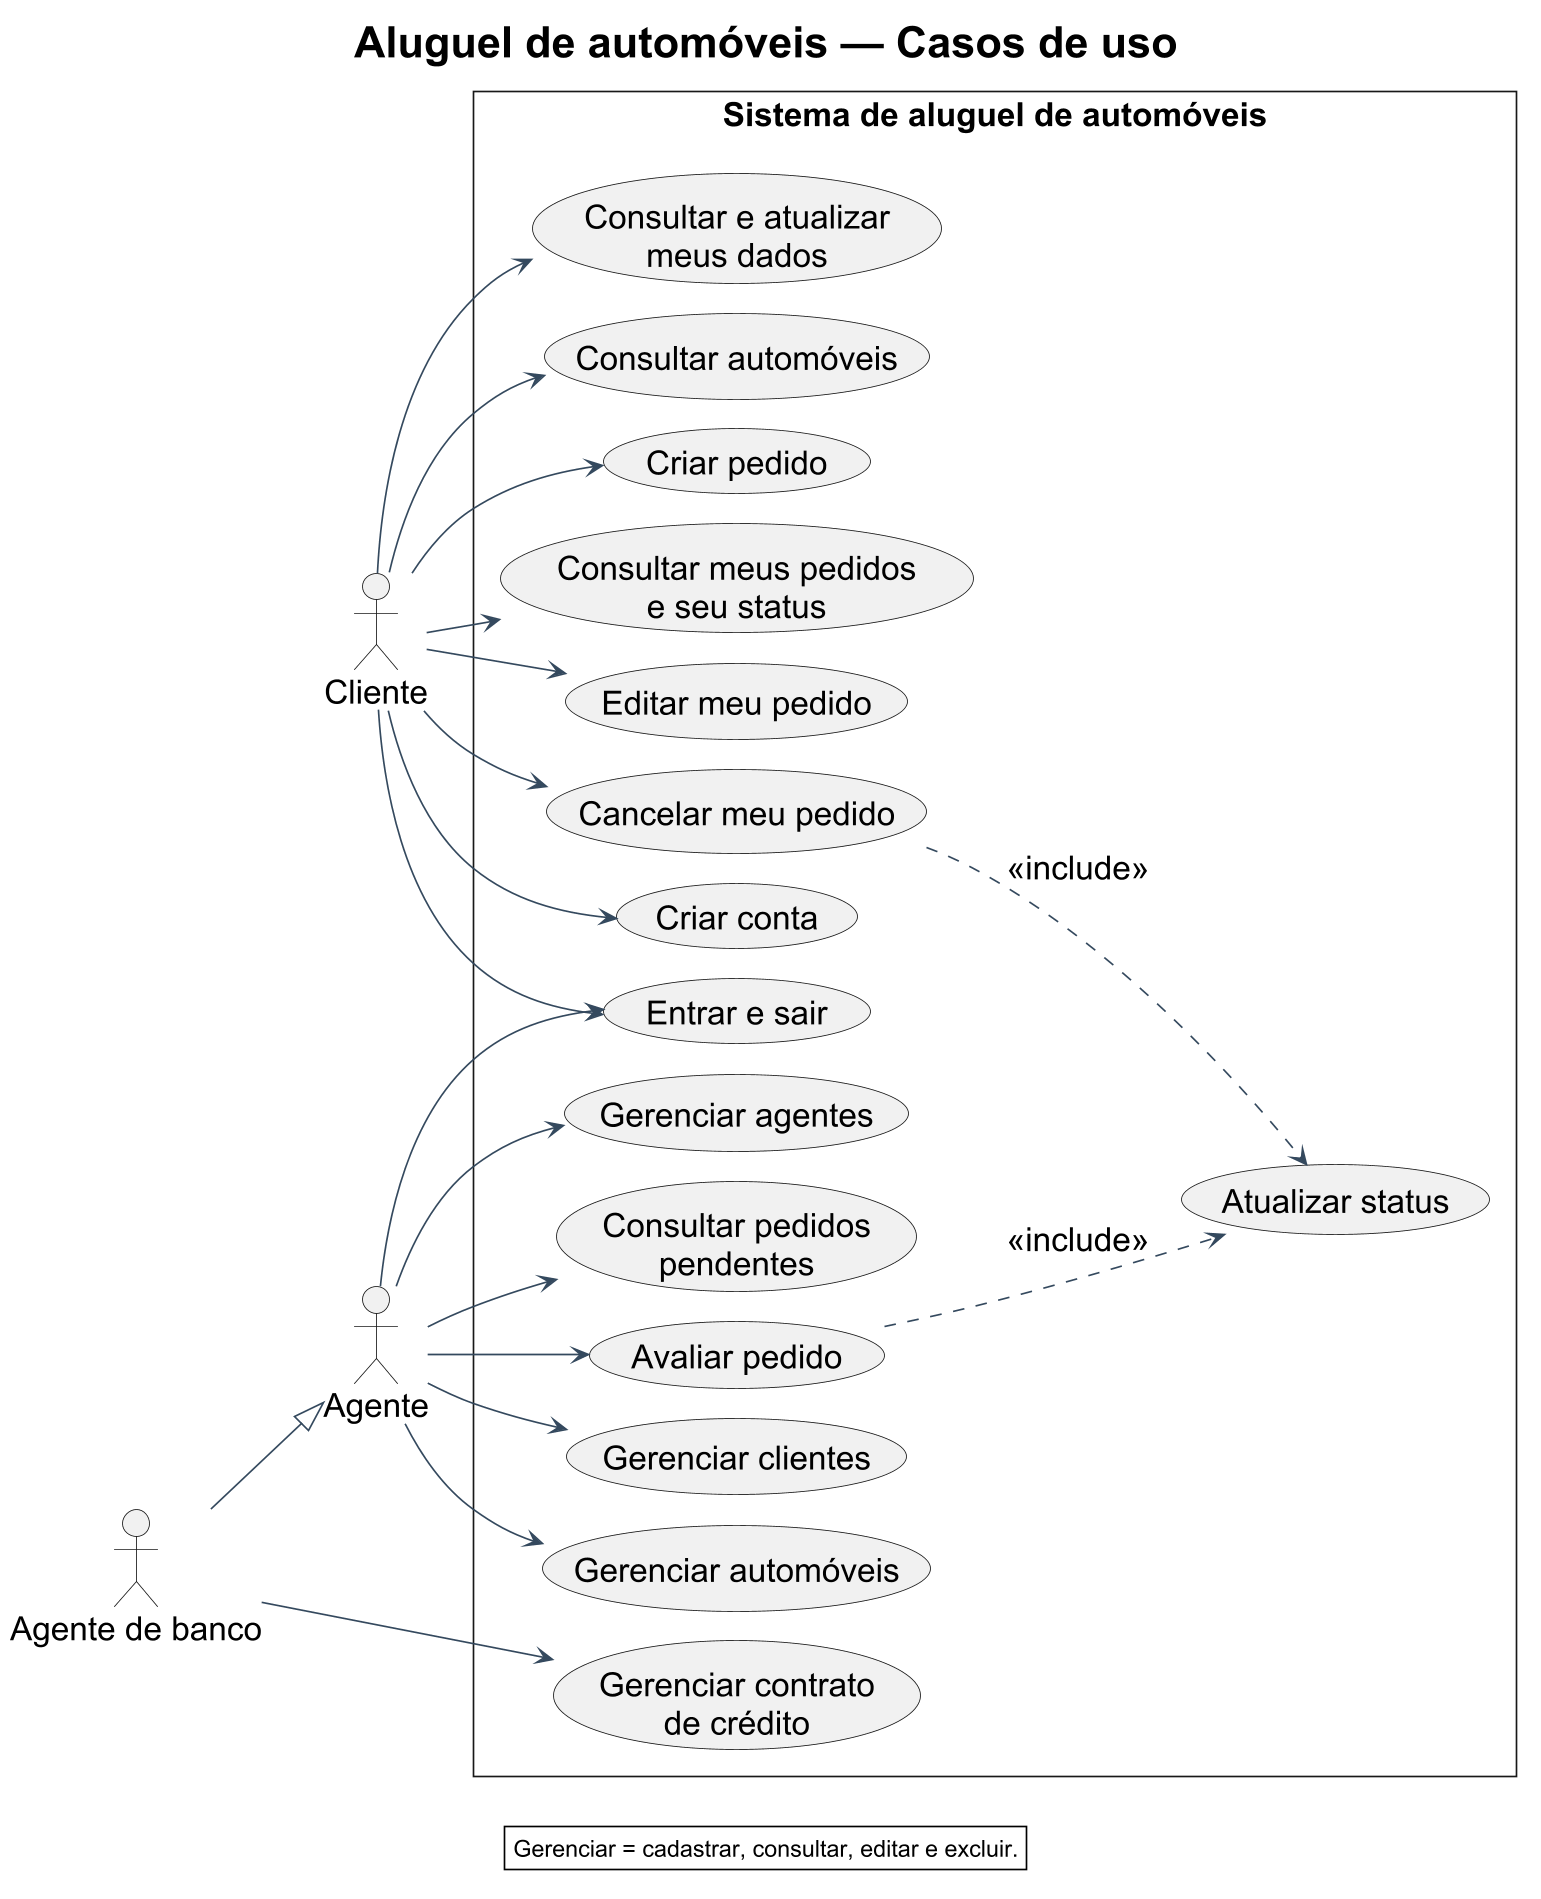 Aluguel de automóveis — Casos de uso
Sistema de aluguel de automóveis
Consultar e atualizar
meus dados
Consultar automóveis
Criar pedido
Consultar meus pedidos
e seu status
Cliente
Editar meu pedido
Cancelar meu pedido
«include»
Criar conta
Entrar e sair
Gerenciar agentes
Atualizar status
Consultar pedidos
pendentes
«include»
Avaliar pedido
Agente
Gerenciar clientes
Gerenciar automóveis
Agente de banco
Gerenciar contrato
de crédito
Gerenciar = cadastrar, consultar, editar e excluir.